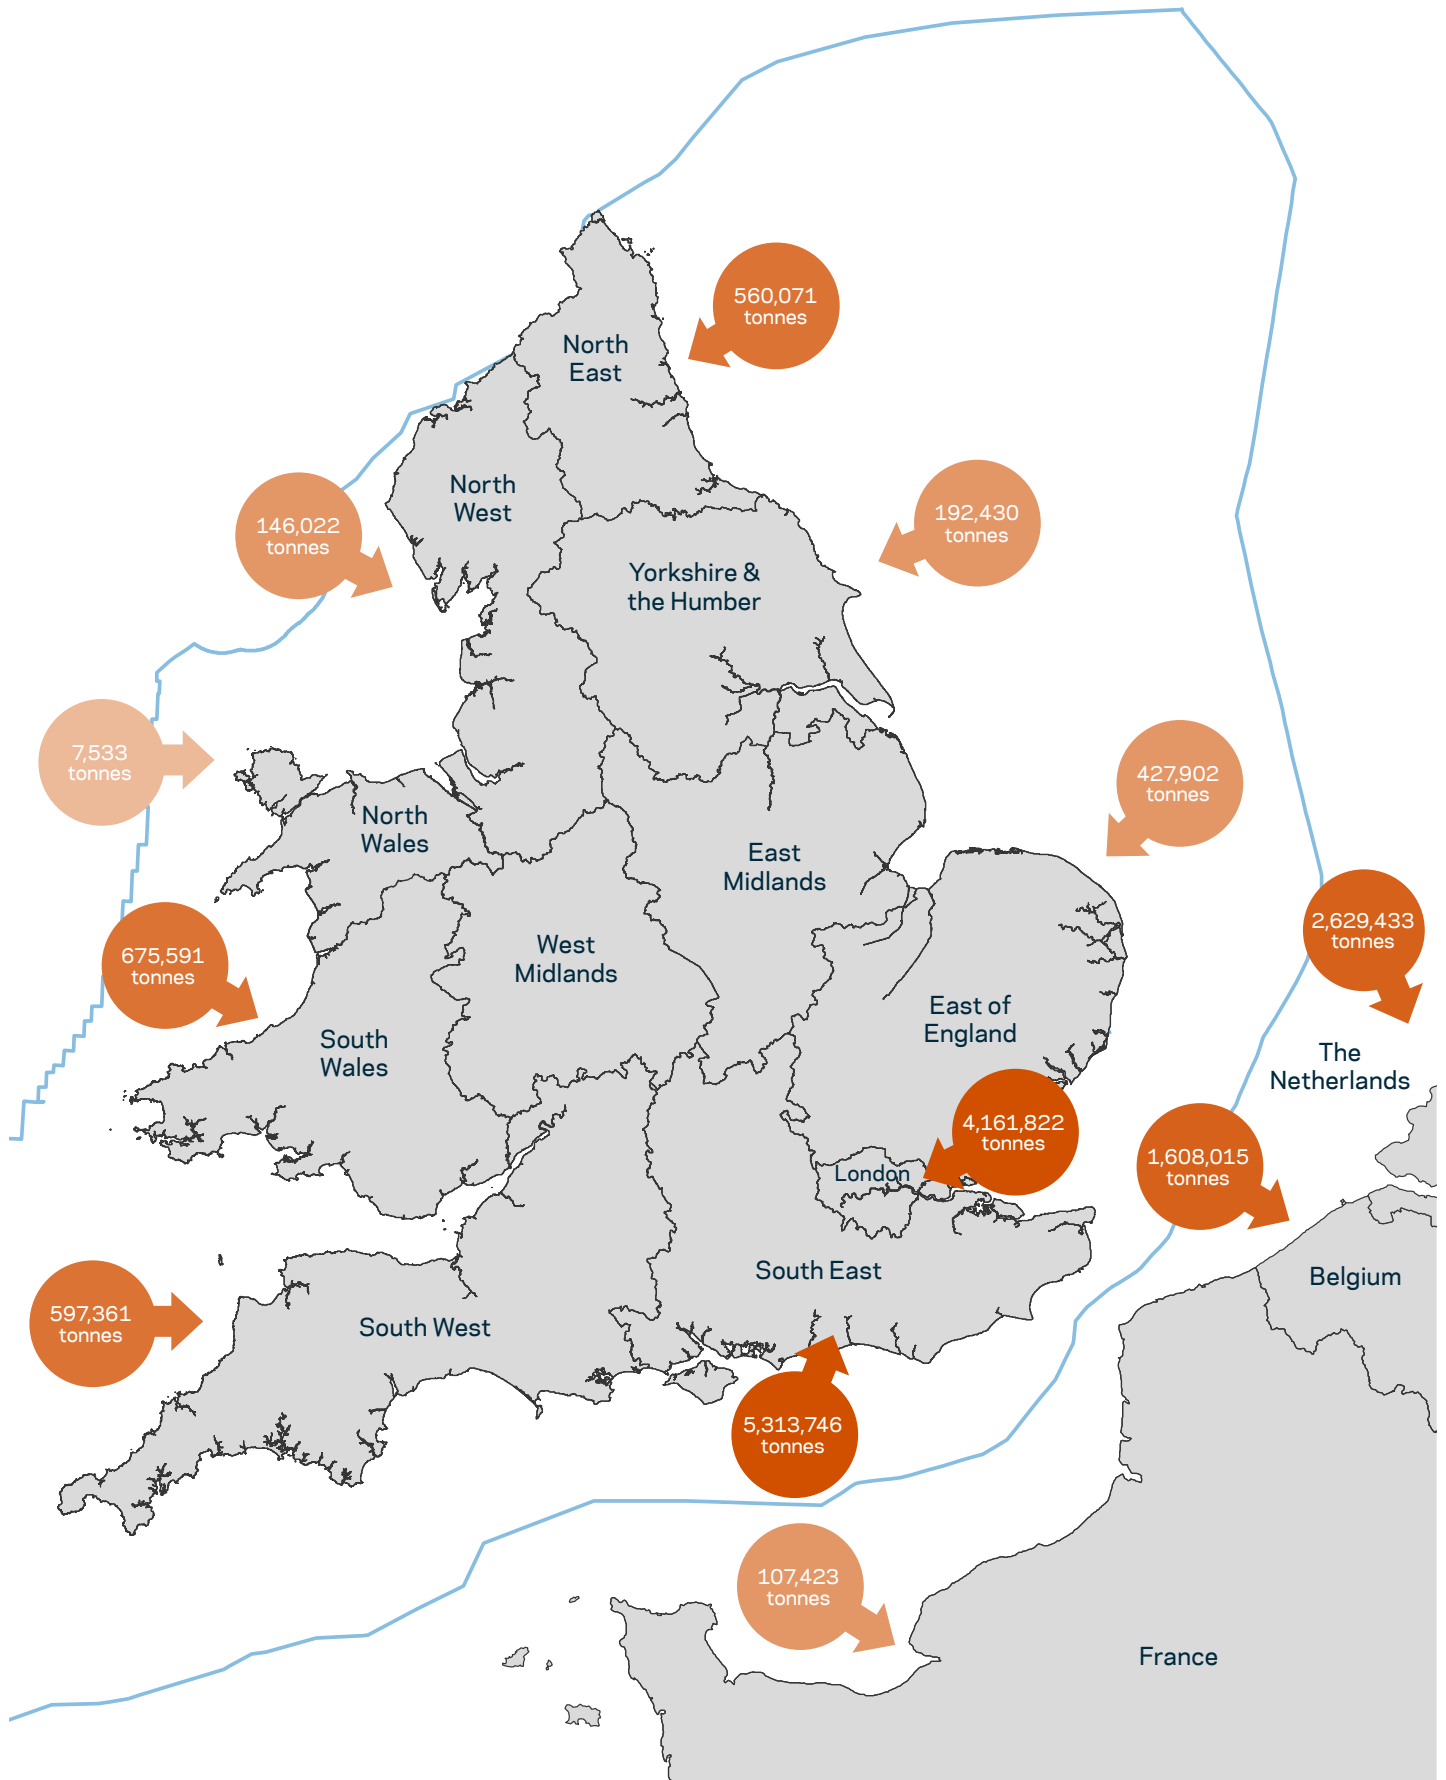 560,071
tonnes
North
East
North
West
146,022
tonnes
192,430
tonnes
Yorkshire &
the Humber
7,533
tonnes
427,902
tonnes
North
Wales
East
Midlands
2,629,433
tonnes
675,591
tonnes
West
Midlands
East of
England
South
Wales
The
Netherlands
4,161,822
tonnes
London
1,608,015
tonnes
South East
Belgium
597,361
tonnes
South West
5,313,746
tonnes
107,423
tonnes
France